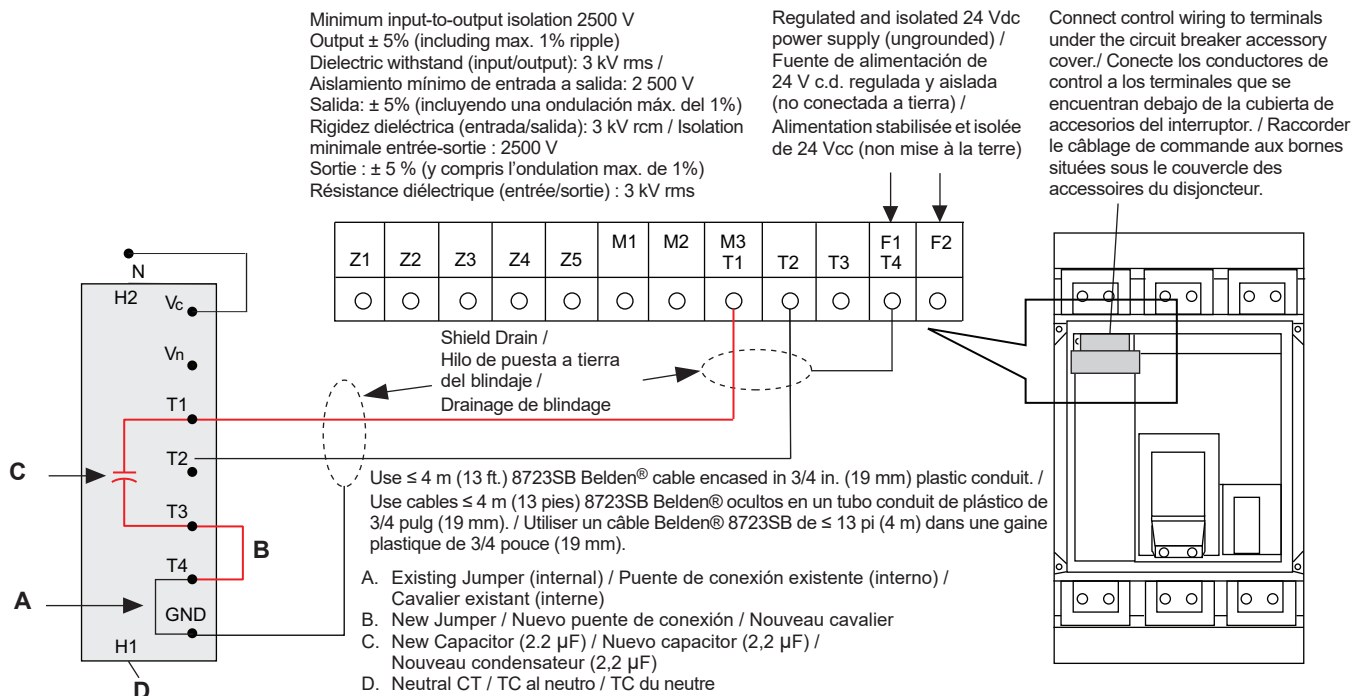 Minimum input-to-output isolation 2500 V
Output ± 5% (including max. 1% ripple)
Dielectric withstand (input/output): 3 kV rms /
Aislamiento mínimo de entrada a salida: 2 500 V
Salida: ± 5% (incluyendo una ondulación máx. del 1%)
Rigidez dieléctrica (entrada/salida): 3 kV rcm / Isolation
minimale entrée-sortie : 2500 V
Sortie : ± 5 % (y compris l’ondulation max. de 1%)
Résistance diélectrique (entrée/sortie) : 3 kV rms
Regulated and isolated 24 Vdc
power supply (ungrounded) /
Fuente de alimentación de
24 V c.d. regulada y aislada
(no conectada a tierra) /
Alimentation stabilisée et isolée
de 24 Vcc (non mise à la terre)
Connect control wiring to terminals
under the circuit breaker accessory
cover./ Conecte los conductores de
control a los terminales que se
encuentran debajo de la cubierta de
accesorios del interruptor. / Raccorder
le câblage de commande aux bornes
situées sous le couvercle des
accessoires du disjoncteur.
Z1 Z2 Z3 Z4 Z5 M1 M2 M3 T1 T2 T3 F1 T4 F2
N
H2
Vc
Vn
T1
T2
T3
T4
GND
H1
C
B
A
D
Shield Drain /
Hilo de puesta a tierra
del blindaje /
Drainage de blindage
Use ≤ 4 m (13 ft.) 8723SB Belden® cable encased in 3/4 in. (19 mm) plastic conduit. /
Use cables ≤ 4 m (13 pies) 8723SB Belden® ocultos en un tubo conduit de plástico de
3/4 pulg (19 mm). / Utiliser un câble Belden® 8723SB de ≤ 13 pi (4 m) dans une gaine
plastique de 3/4 pouce (19 mm).
A. Existing Jumper (internal) / Puente de conexión existente (interno) /
Cavalier existant (interne)
B. New Jumper / Nuevo puente de conexión / Nouveau cavalier
C. New Capacitor (2.2 µF) / Nuevo capacitor (2,2 µF) /
Nouveau condensateur (2,2 µF)
D. Neutral CT / TC al neutro / TC du neutre